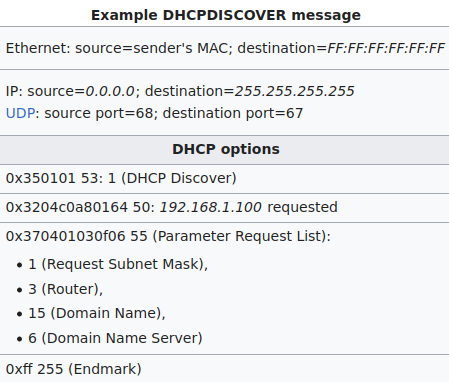 Example DHCPDISCOVER message
Ethernet: source=sender's MAC; destination=FF:FF:FF:FF:FF:FF
IP: source=0.0.0.0; destination=255.255.255.255
UDP: source port=68; destination port=67
DHCP options
0x350101 53: 1 (DHCP Discover)
0x3204c0a80164 50: 192.168.1.100 requested
0x370401030f06 55 (Parameter Request List):
• 1 (Request Subnet Mask),
• 3 (Router),
• 15 (Domain Name),
• 6 (Domain Name Server)
0xff 255 (Endmark)